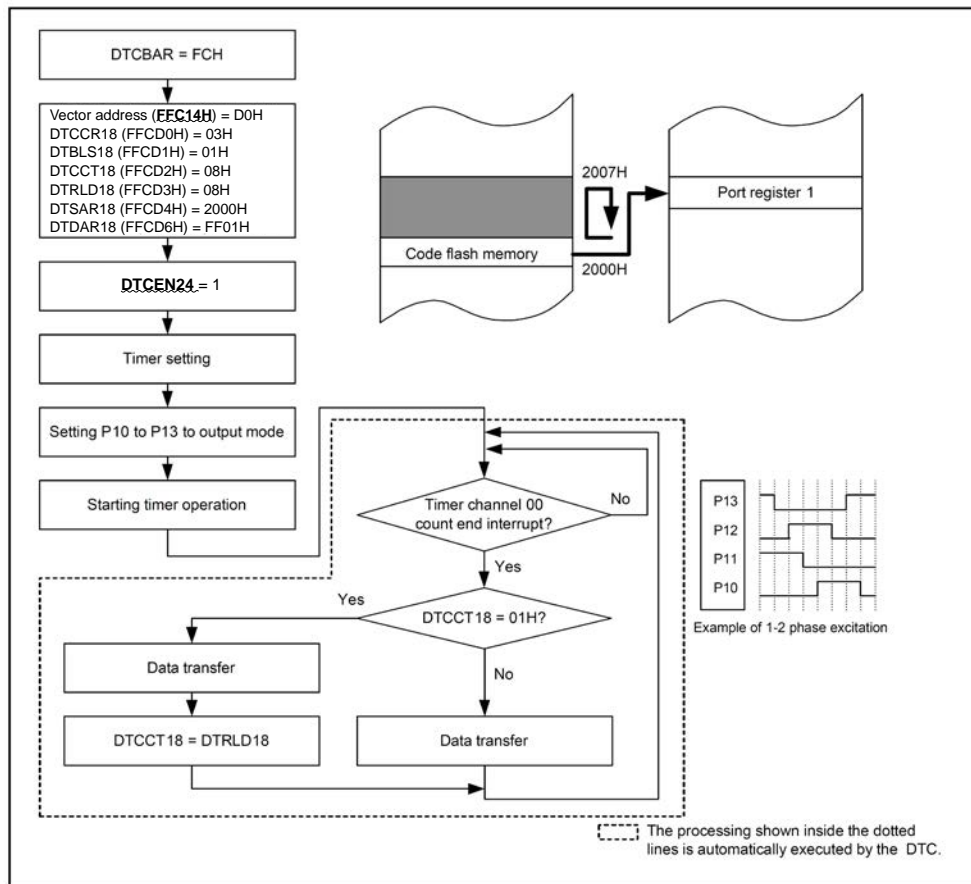 DTCBAR = FCH
Vector address (FFC14H) = D0H
DTCCR18 (FFCD0H) = 03H
DTBLS18 (FFCD1H) = 01H
DTCCT18 (FFCD2H) = 08H
DTRLD18 (FFCD3H) = 08H
DTSAR18 (FFCD4H) = 2000H
DTDAR18 (FFCD6H) = FF01H
DTCEN24 = 1
Timer setting
Setting P10 to P13 to output mode
Starting timer operation
2007H
Port register 1
Code flash memory
2000H
Timer channel 00
count end interrupt?
No
Yes
DTCCT18 = 01H?
Yes
No
Data transfer
DTCCT18 = DTRLD18
Data transfer
P13
P12
P11
P10
Example of 1-2 phase excitation
The processing shown inside the dotted
lines is automatically executed by the DTC.